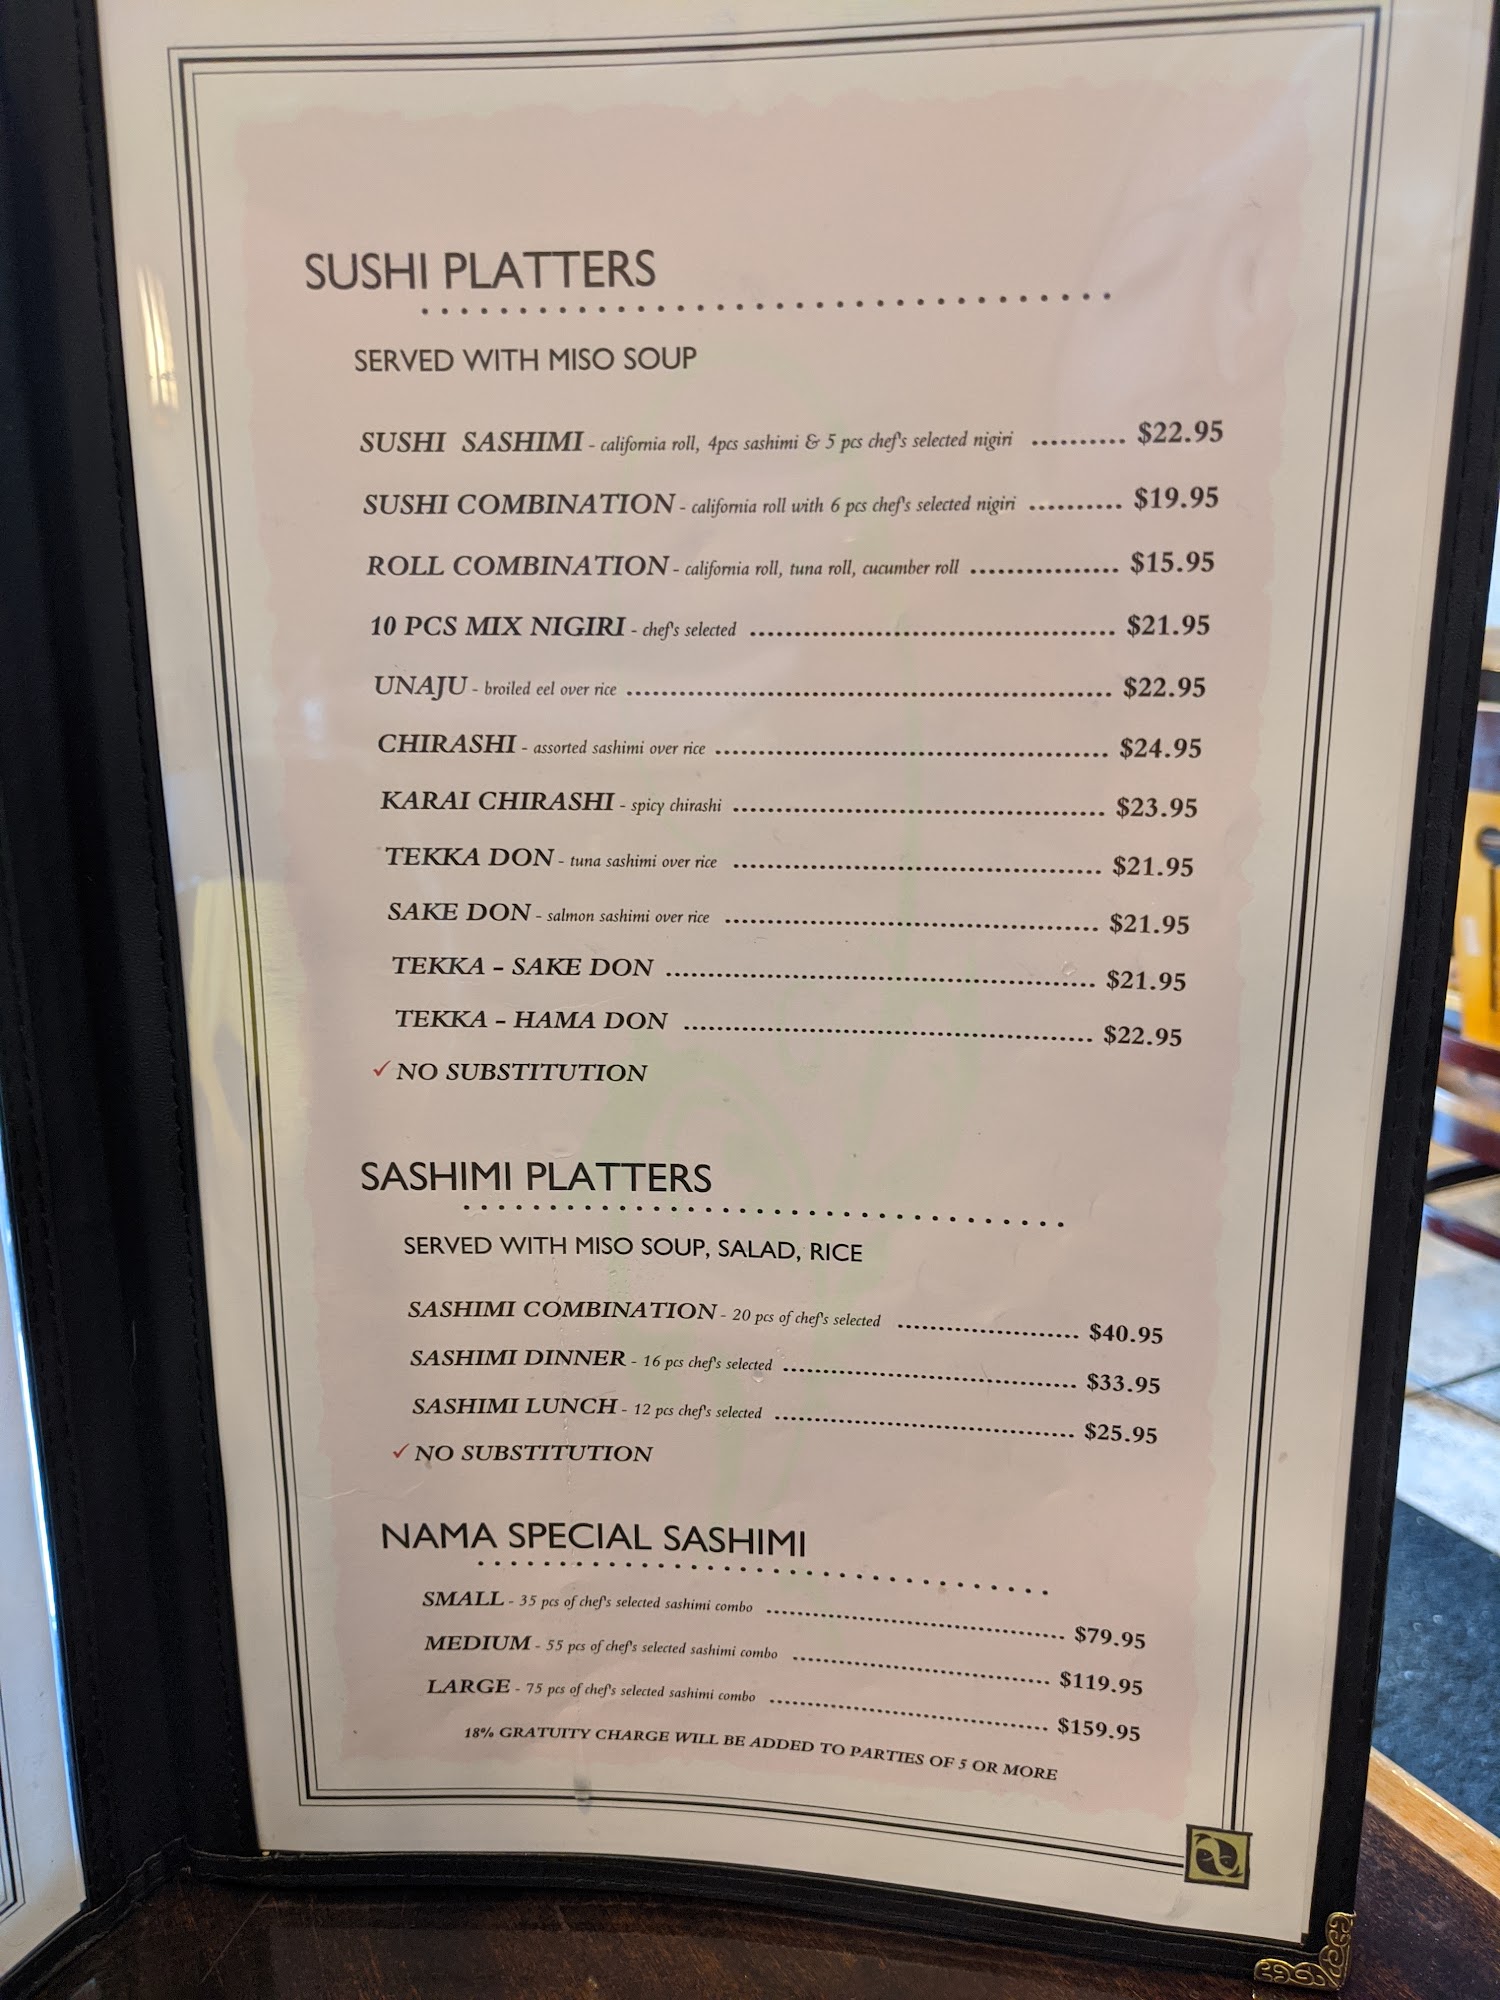 SUSHI PLATTERS
SERVED WITH MISO SOUP
SUSHI SASHIMI - california roll, 4pcs sashimi & 5 pcs chef's selected nigiri .......... $22.95
SUSHI COMBINATION - california roll with 6 pcs chef's selected nigiri .......... $19.95
ROLL COMBINATION - california roll, tuna roll, cucumber roll ................ $15.95
10 PCS MIX NIGIRI - chef's selected ....................................... $21.95
UNAJU - broiled eel over rice .................................................... $22.95
CHIRASHI - assorted sashimi over rice .......................................... $24.95
KARAI CHIRASHI - spicy chirashi ........................................ $23.95
TEKKA DON - tuna sashimi over rice ........................................ $21.95
SAKE DON - salmon sashimi over rice ........................................ $21.95
TEKKA - SAKE DON .............................................. $21.95
TEKKA - HAMA DON ............................................ $22.95
✓ NO SUBSTITUTION
SASHIMI PLATTERS
SERVED WITH MISO SOUP, SALAD, RICE
SASHIMI COMBINATION - 20 pcs of chef's selected .................... $40.95
SASHIMI DINNER - 16 pcs chef's selected ................................ $33.95
SASHIMI LUNCH - 12 pcs chef's selected ................................. $25.95
✓ NO SUBSTITUTION
NAMA SPECIAL SASHIMI
SMALL - 35 pcs of chef's selected sashimi combo .................................. $79.95
MEDIUM - 55 pcs of chef's selected sashimi combo ............................. $119.95
LARGE - 75 pcs of chef's selected sashimi combo ............................... $159.95
18% GRATUITY CHARGE WILL BE ADDED TO PARTIES OF 5 OR MORE